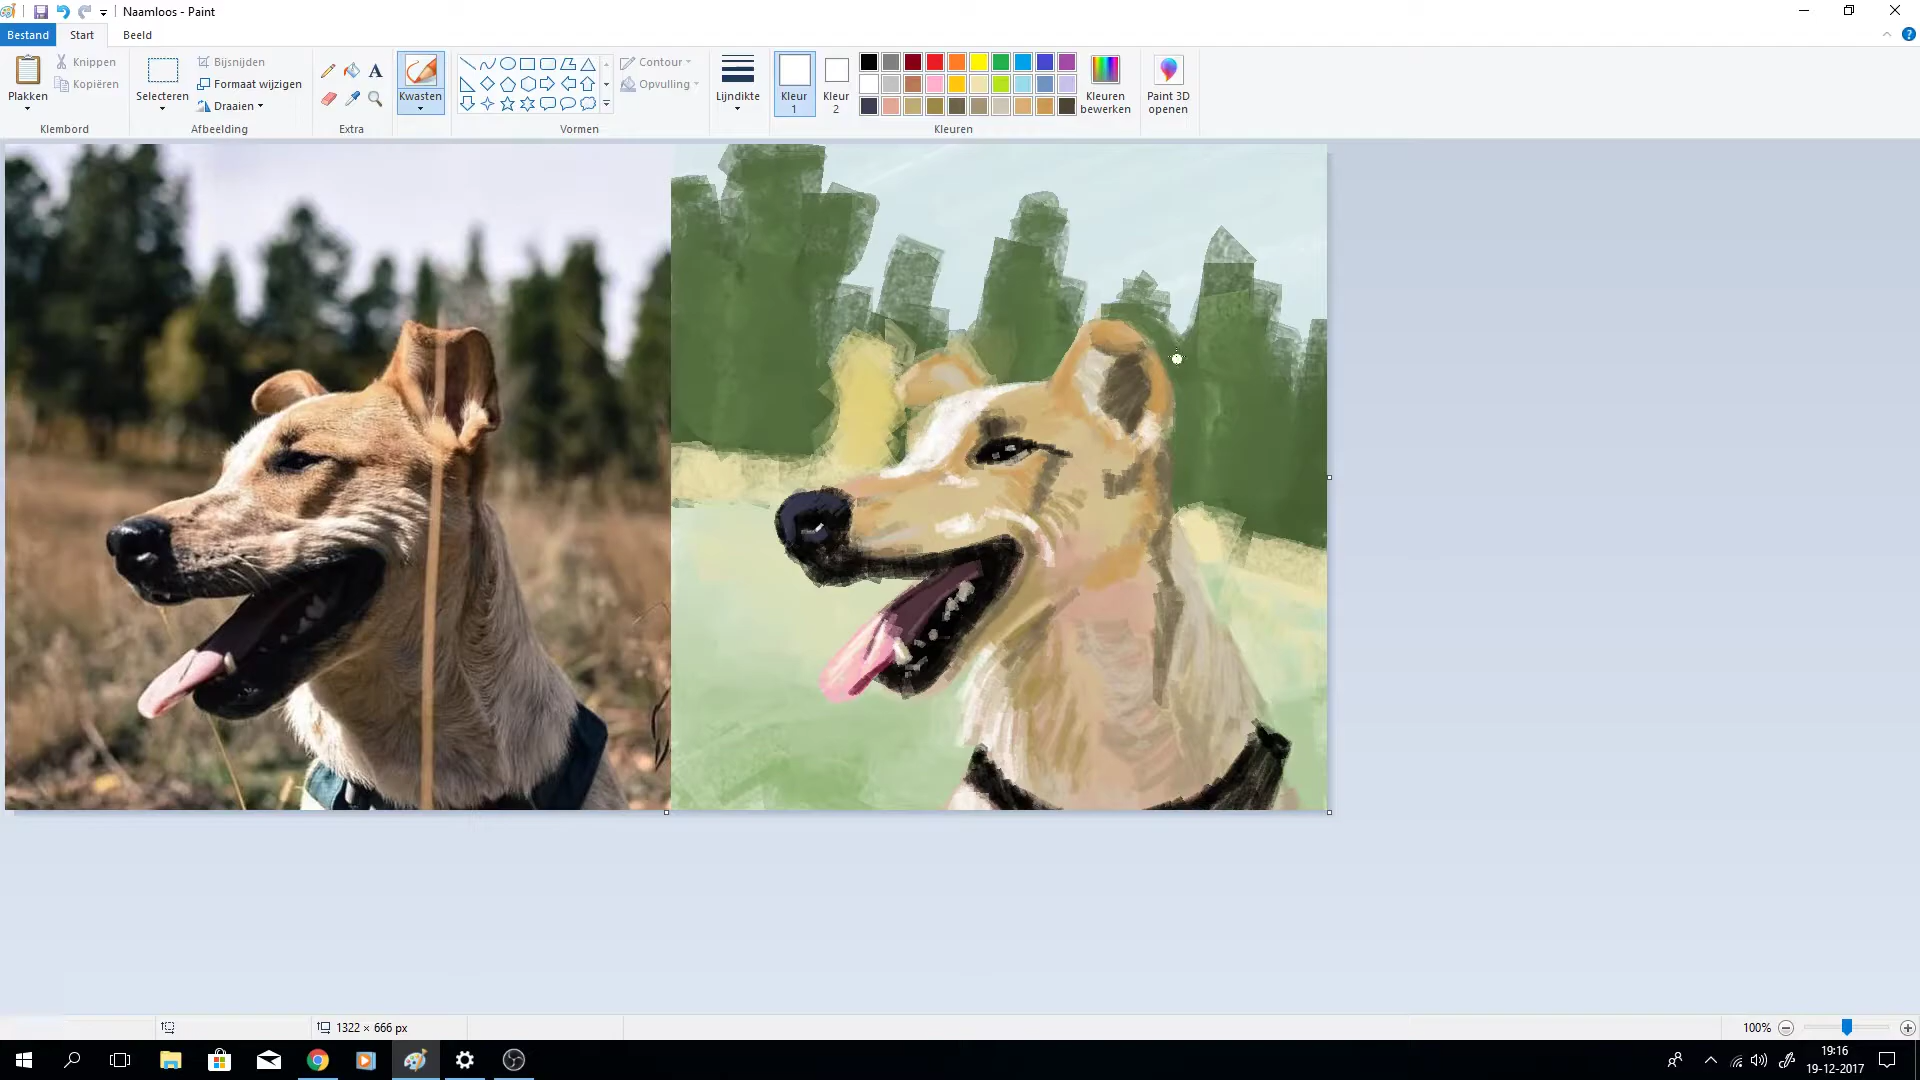 Naamloos - Paint
Bestand Start Beeld
Plakken
Knippen
Kopiëren
Klembord
Selecteren
Bijsnijden
Formaat wijzigen
Draaien
Afbeelding
A
Extra
Kwasten
Contour
Opvulling
Vormen
Lijndikte
Kleur
1
Kleur
2
Kleuren
bewerken
Kleuren
Paint 3D
openen
1322 × 666 px
100%
19:16
19-12-2017